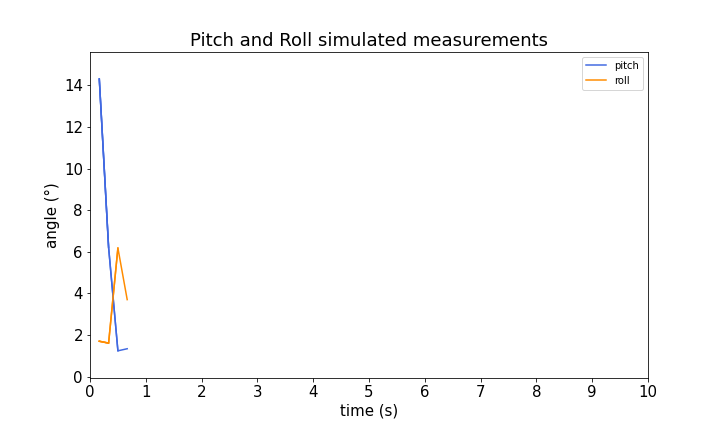 Pitch and Roll simulated measurements
pitch
roll
angle (°)
14
12
10
8
6
4
2
0
0 1 2 3 4 5 6 7 8 9 10
time (s)